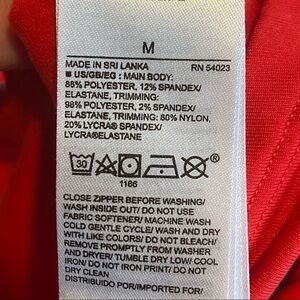 M
MADE IN SRI LANKA RN 54023
■ US/GB/EG : MAIN BODY:
88% POLYESTER, 12% SPANDEX/
ELASTANE, TRIMMING:
98% POLYESTER, 2% SPANDEX/
ELASTANE, TRIMMING: 80% NYLON,
20% LYCRA® SPANDEX/
LYCRA®ELASTANE
30
1186
CLOSE ZIPPER BEFORE WASHING/
WASH INSIDE OUT/ DO NOT USE
FABRIC SOFTENER/ MACHINE WASH
COLD GENTLE CYCLE/ WASH AND DRY
WITH LIKE COLORS/ DO NOT BLEACH/
REMOVE PROMPTLY FROM WASHER
AND DRYER/ TUMBLE DRY LOW/ COOL
IRON/ DO NOT IRON PRINT/ DO NOT
DRY CLEAN
DISTRIBUIDO POR/IMPORTED FOR/